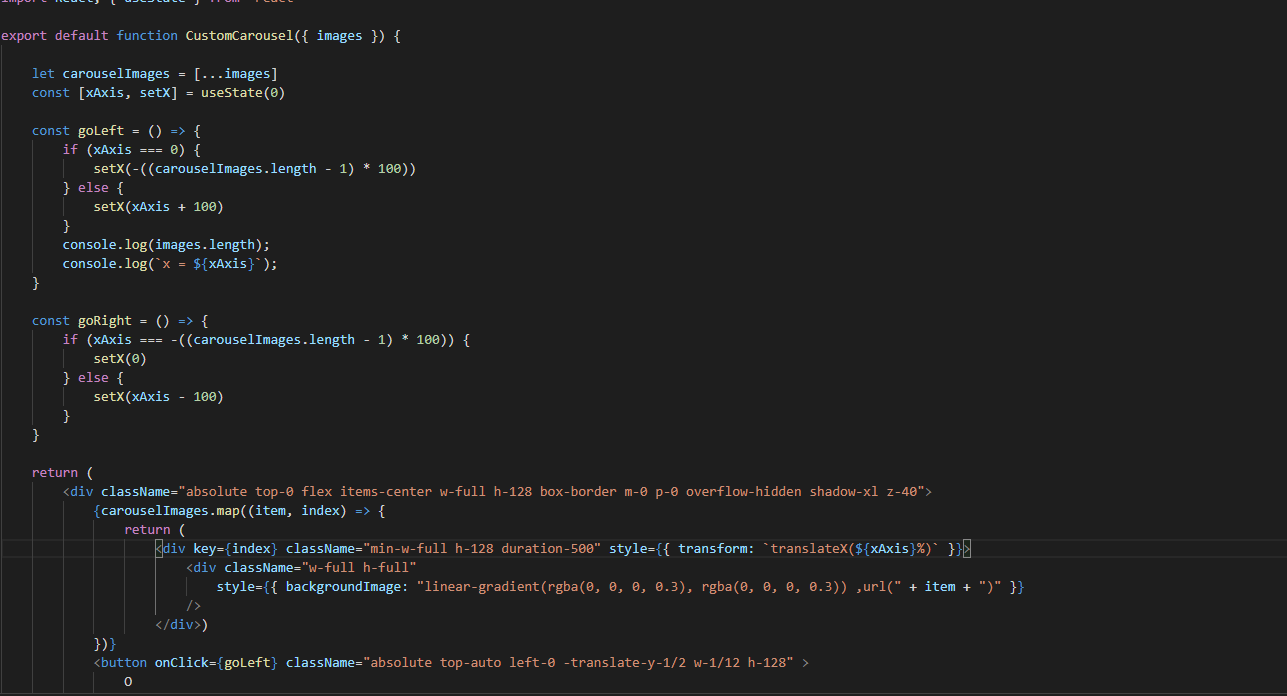 import React, { useState } from 'react'
export default function CustomCarousel({ images }) {
let carouselImages = [...images]
const [xAxis, setX] = useState(0)
const goLeft = () => {
if (xAxis === 0) {
setX(-((carouselImages.length - 1) * 100))
} else {
setX(xAxis + 100)
}
console.log(images.length);
console.log(`x = ${xAxis}`);
}
const goRight = () => {
if (xAxis === -((carouselImages.length - 1) * 100)) {
setX(0)
} else {
setX(xAxis - 100)
}
}
return (
<div className="absolute top-0 flex items-center w-full h-128 box-border m-0 p-0 overflow-hidden shadow-xl z-40">
{carouselImages.map((item, index) => {
return (
<div key={index} className="min-w-full h-128 duration-500" style={{ transform: `translateX(${xAxis}%)` }}>
<div className="w-full h-full"
style={{ backgroundImage: "linear-gradient(rgba(0, 0, 0, 0.3), rgba(0, 0, 0, 0.3)) ,url(" + item + ")" }}
/>
</div>)
})}
<button onClick={goLeft} className="absolute top-auto left-0 -translate-y-1/2 w-1/12 h-128" >
O